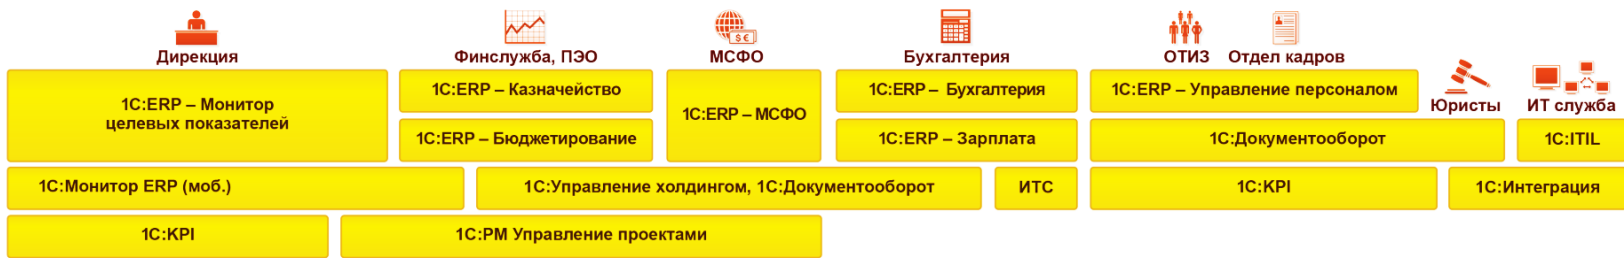 $ €
Дирекция
Финслужба, ПЭО
МСФО
Бухгалтерия
ОТИЗ
Отдел кадров
Юристы
ИТ служба
1С:ERP – Монитор
целевых показателей
1С:ERP – Казначейство
1С:ERP – Бюджетирование
1С:ERP – МСФО
1С:ERP – Бухгалтерия
1С:ERP – Зарплата
1С:ERP – Управление персоналом
1С:Документооборот
1С:ITIL
1С:Монитор ERP (моб.)
1С:Управление холдингом, 1С:Документооборот
ИТС
1С:KPI
1С:Интеграция
1С:KPI
1С:PM Управление проектами